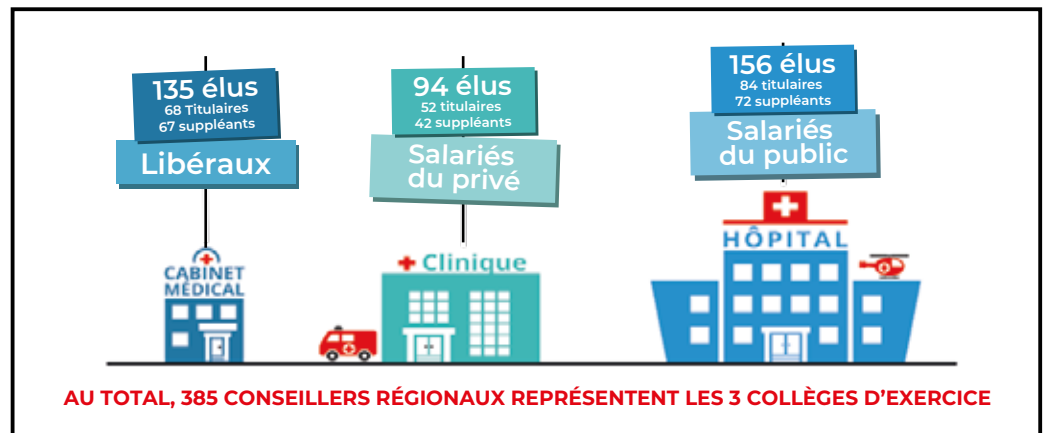 135 élus
68 Titulaires
67 suppléants
Libéraux
94 élus
52 titulaires
42 suppléants
Salariés
du privé
156 élus
84 titulaires
72 suppléants
Salariés
du public
CABINET
MÉDICAL
Clinique
HÔPITAL
AU TOTAL, 385 CONSEILLERS RÉGIONAUX REPRÉSENTENT LES 3 COLLÈGES D'EXERCICE